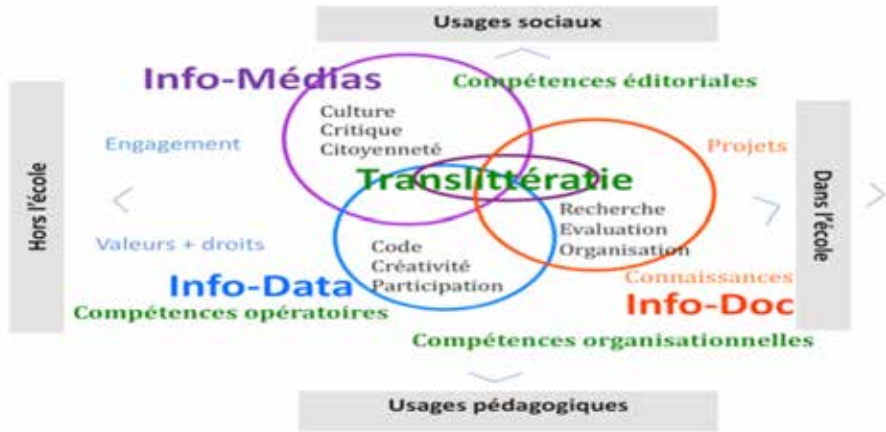 Usages sociaux
Info-Médias
Compétences éditoriales
Culture
Critique
Citoyenneté
Engagement
Projets
Hors l'école
Dans l'école
Translittératie
Recherche
Evaluation
Organisation
Valeurs + droits
Code
Créativité
Participation
Connaissances
Info-Data
Info-Doc
Compétences opératoires
Compétences organisationnelles
Usages pédagogiques